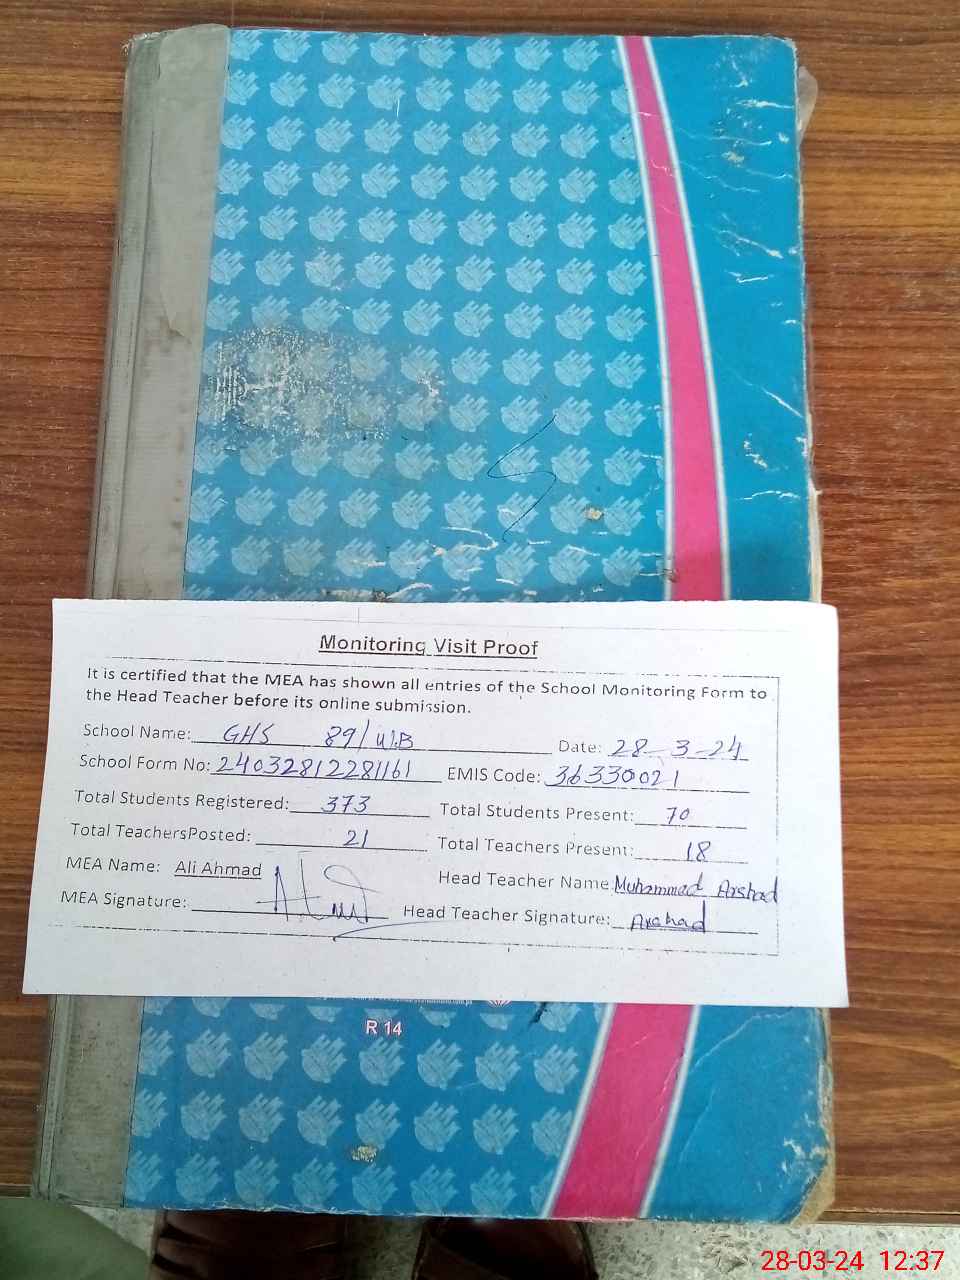 Monitoring Visit Proof
It is certified that the MEA has shown all entries of the School Monitoring Form to
the Head Teacher before its online submission.
School Name: GHS 89/W.B Date: 28-3-24
School Form No: 24032812281161 EMIS Code: 36330021
Total Students Registered: 373 Total Students Present: 70
Total TeachersPosted: 21 Total Teachers Present: 18
MEA Name: Ali Ahmad Head Teacher Name: Muhammad Arshad
MEA Signature: Head Teacher Signature: Arshad
R 14
28-03-24 12:37